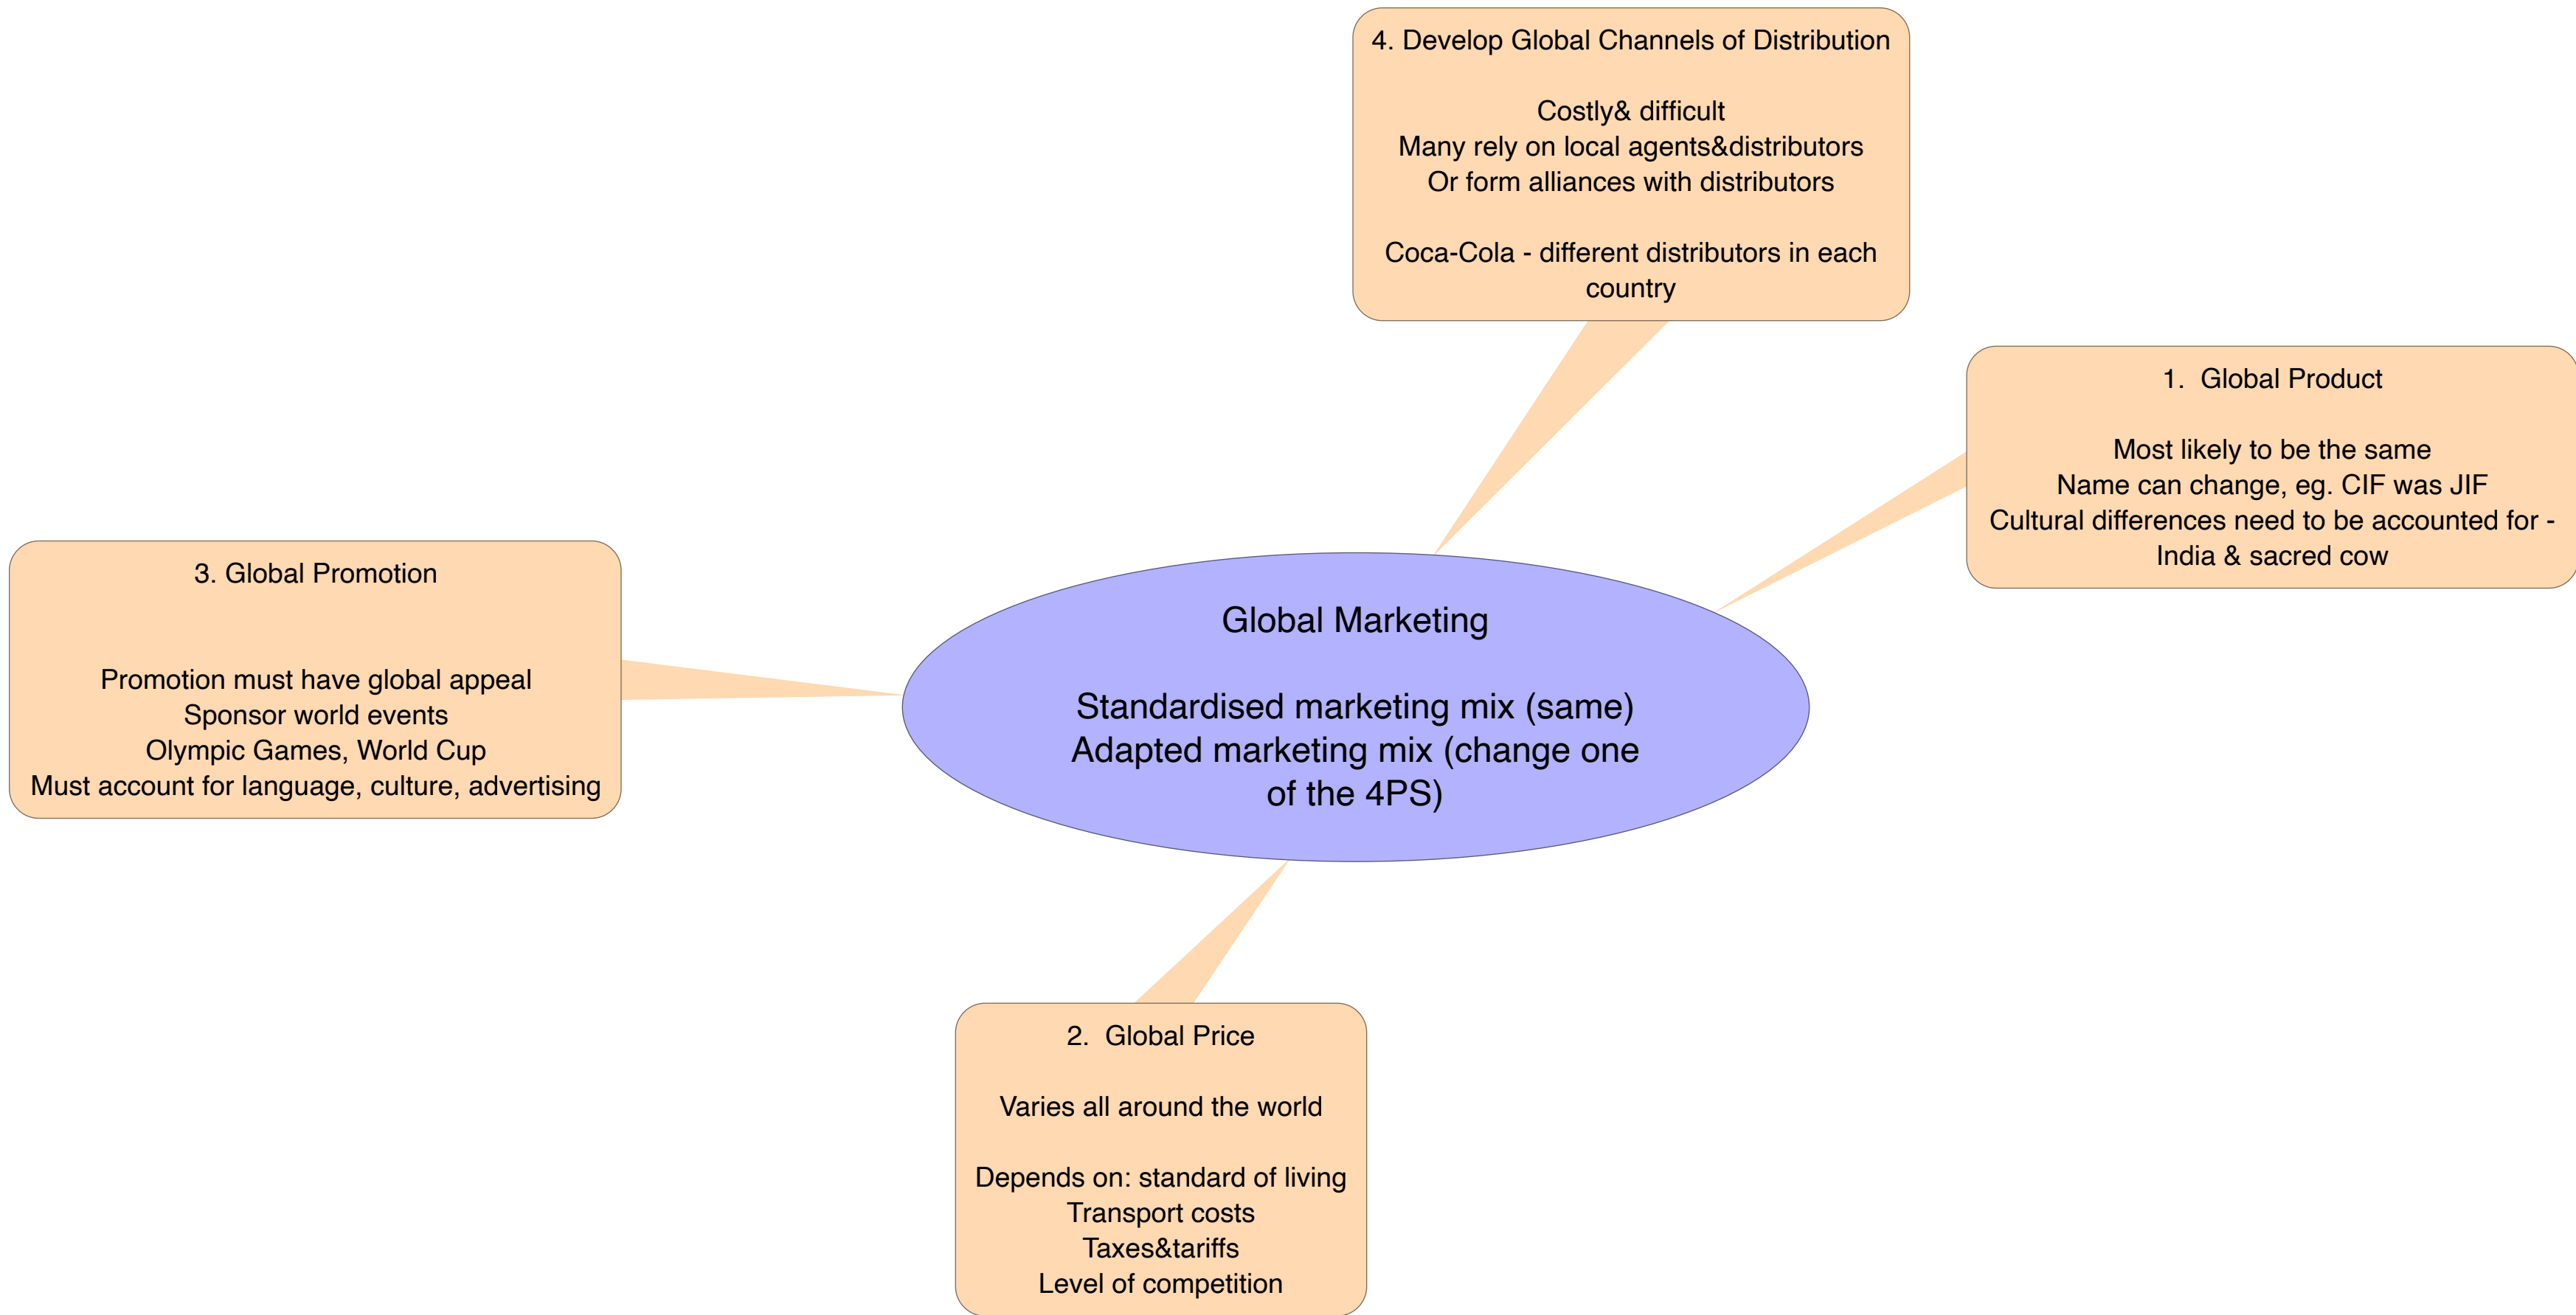 4. Develop Global Channels of Distribution
Costly& difficult
Many rely on local agents&distributors
Or form alliances with distributors
Coca-Cola - different distributors in each
country
1.  Global Product
Most likely to be the same
Name can change, eg. CIF was JIF
Cultural differences need to be accounted for -
India & sacred cow
3. Global Promotion
Promotion must have global appeal
Sponsor world events
Olympic Games, World Cup
Must account for language, culture, advertising
Global Marketing
Standardised marketing mix (same)
Adapted marketing mix (change one
of the 4PS)
2.  Global Price
Varies all around the world
Depends on: standard of living
Transport costs
Taxes&tariffs
Level of competition